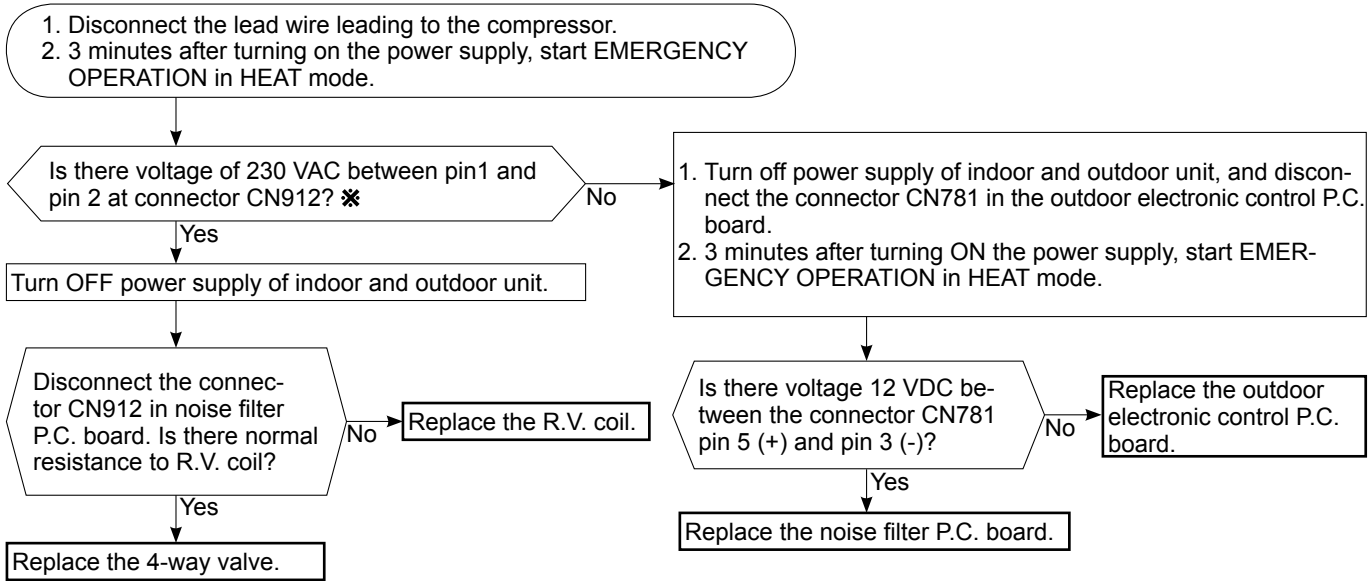 1. Disconnect the lead wire leading to the compressor.
2. 3 minutes after turning on the power supply, start EMERGENCY
OPERATION in HEAT mode.
Is there voltage of 230 VAC between pin1 and
pin 2 at connector CN912? ※
No
Yes
1. Turn off power supply of indoor and outdoor unit, and discon-
nect the connector CN781 in the outdoor electronic control P.C.
board.
2. 3 minutes after turning ON the power supply, start EMER-
GENCY OPERATION in HEAT mode.
Turn OFF power supply of indoor and outdoor unit.
Disconnect the connec-
tor CN912 in noise filter
P.C. board. Is there normal
resistance to R.V. coil?
No
Replace the R.V. coil.
Yes
Replace the 4-way valve.
Is there voltage 12 VDC be-
tween the connector CN781
pin 5 (+) and pin 3 (-)?
No
Replace the outdoor
electronic control P.C.
board.
Yes
Replace the noise filter P.C. board.